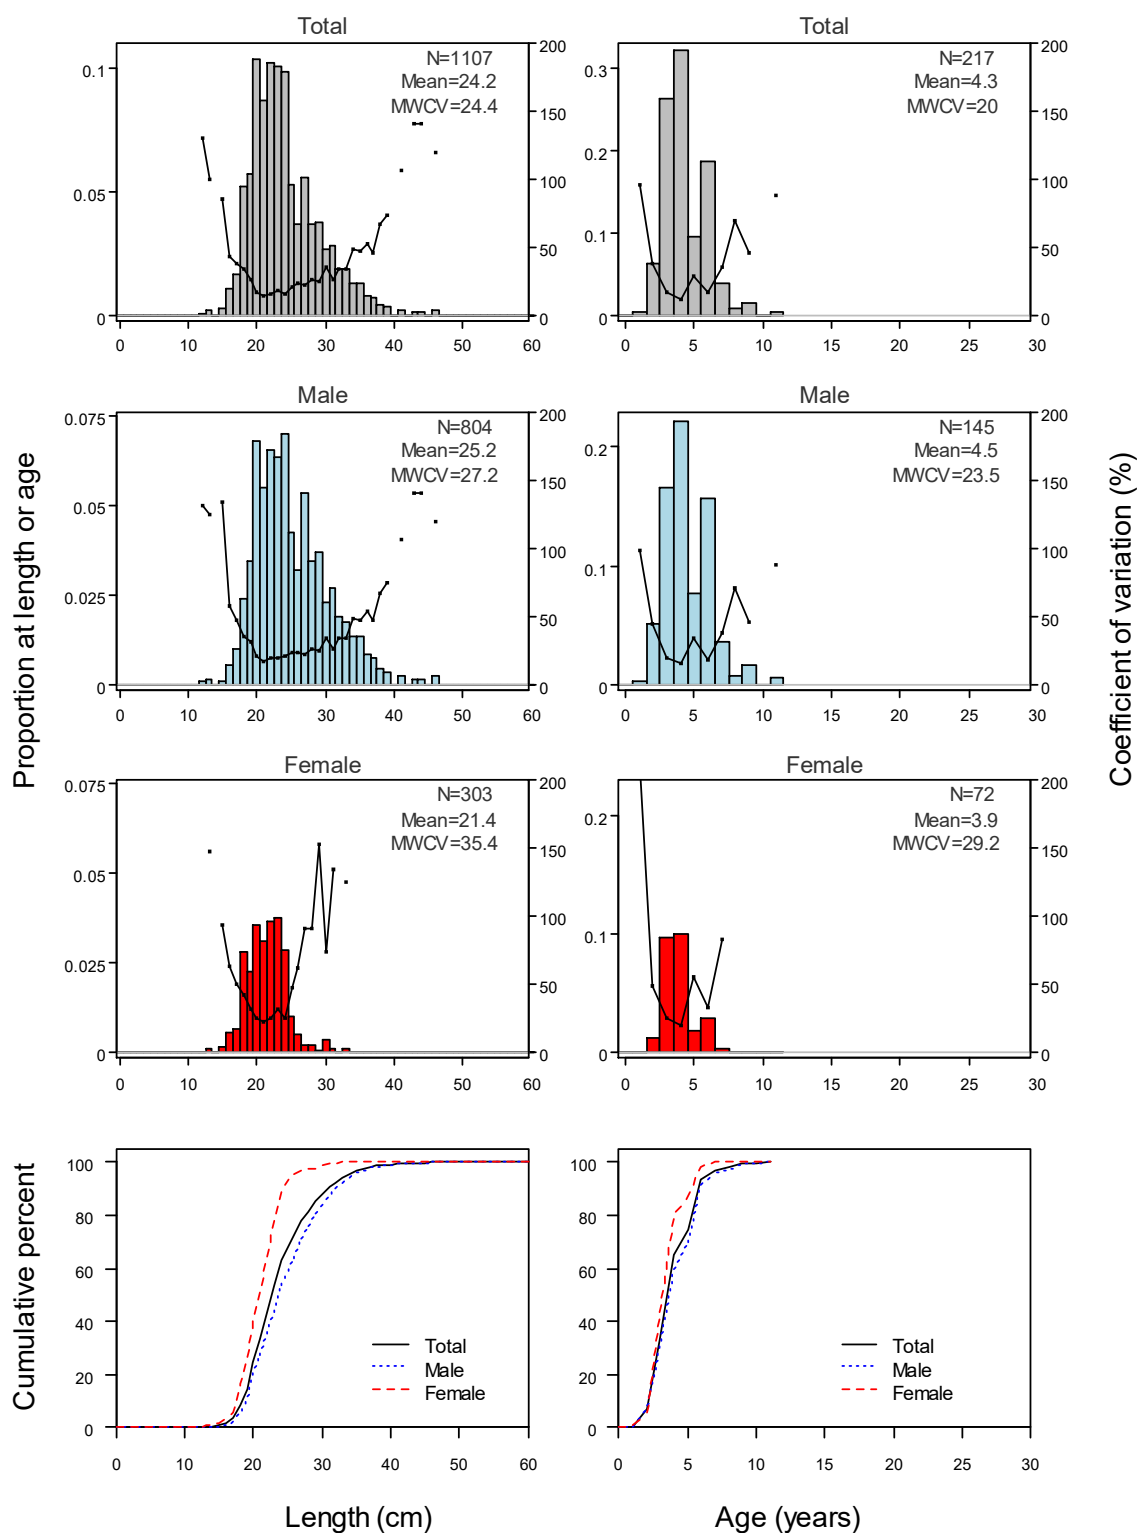 Total
N=1107
Mean=24.2
MWCV=24.4
0.1
0.05
0
200
150
100
50
0
0 10 20 30 40 50 60
Total
N=217
Mean=4.3
MWCV=20
0.3
0.2
0.1
0
200
150
100
50
0
0 5 10 15 20 25 30
Male
N=804
Mean=25.2
MWCV=27.2
0.075
0.05
0.025
0
200
150
100
50
0
0 10 20 30 40 50 60
Male
N=145
Mean=4.5
MWCV=23.5
0.2
0.1
0
200
150
100
50
0
0 5 10 15 20 25 30
Female
N=303
Mean=21.4
MWCV=35.4
0.075
0.05
0.025
0
200
150
100
50
0
0 10 20 30 40 50 60
Female
N=72
Mean=3.9
MWCV=29.2
0.2
0.1
0
200
150
100
50
0
0 5 10 15 20 25 30
Proportion at length or age
Coefficient of variation (%)
100
80
60
40
20
0
Total
Male
Female
0 10 20 30 40 50 60
100
80
60
40
20
0
Total
Male
Female
0 5 10 15 20 25 30
Cumulative percent
Length (cm)
Age (years)